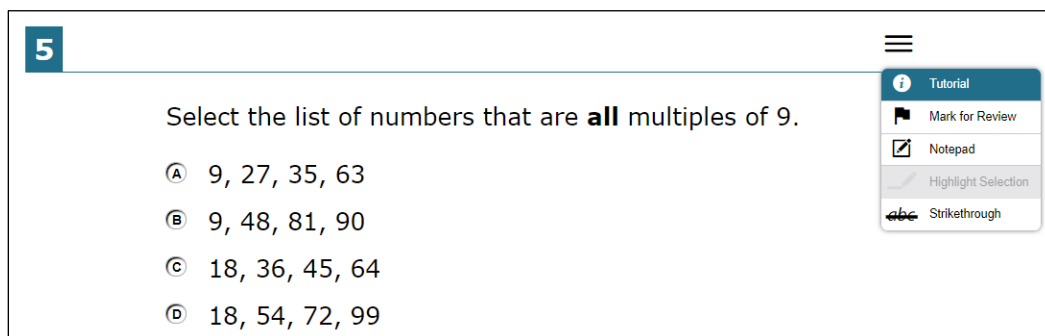 5
Tutorial
Mark for Review
Notepad
Highlight Selection
abc Strikethrough
Select the list of numbers that are all multiples of 9.
A 9, 27, 35, 63
B 9, 48, 81, 90
C 18, 36, 45, 64
D 18, 54, 72, 99